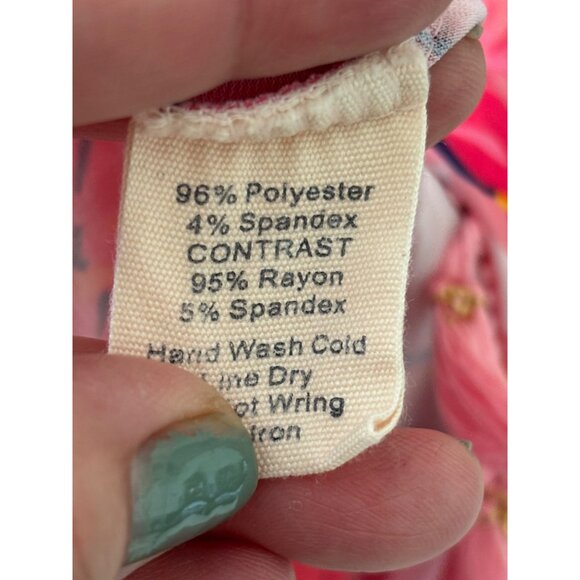 96% Polyester
4% Spandex
CONTRAST
95% Rayon
5% Spandex
Hand Wash Cold
Dry
Wring
Iron